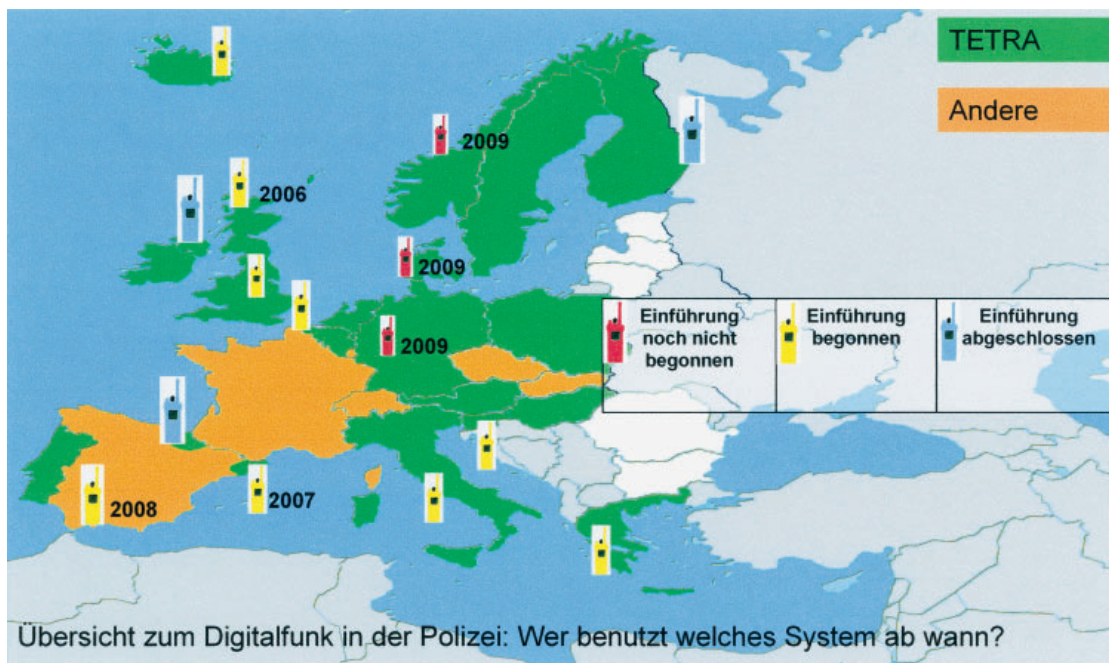 TETRA
Andere
2009
2006
2009
2009
Einführung
noch nicht
begonnen
Einführung
begonnen
Einführung
abgeschlossen
2007
2008
Übersicht zum Digitalfunk in der Polizei: Wer benutzt welches System ab wann?